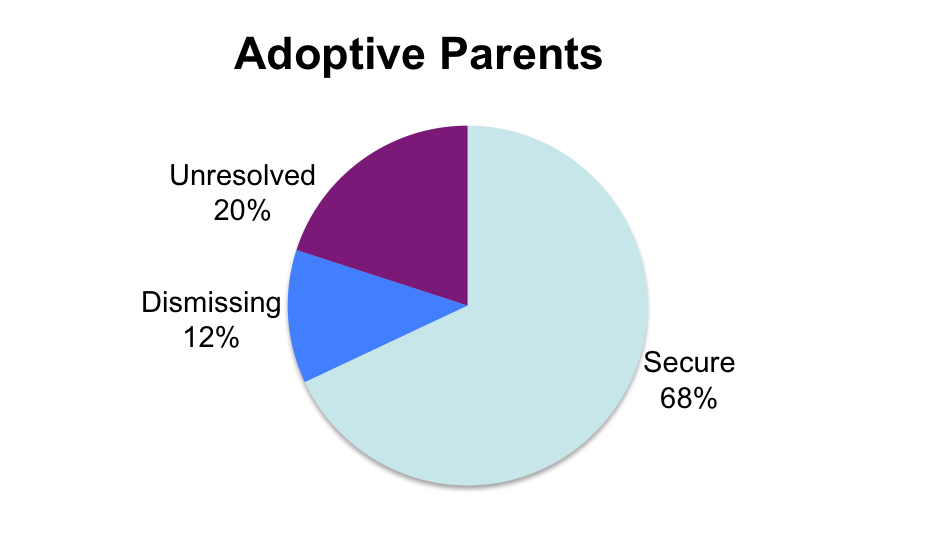 Adoptive Parents
Unresolved
20%
Dismissing
12%
Secure
68%